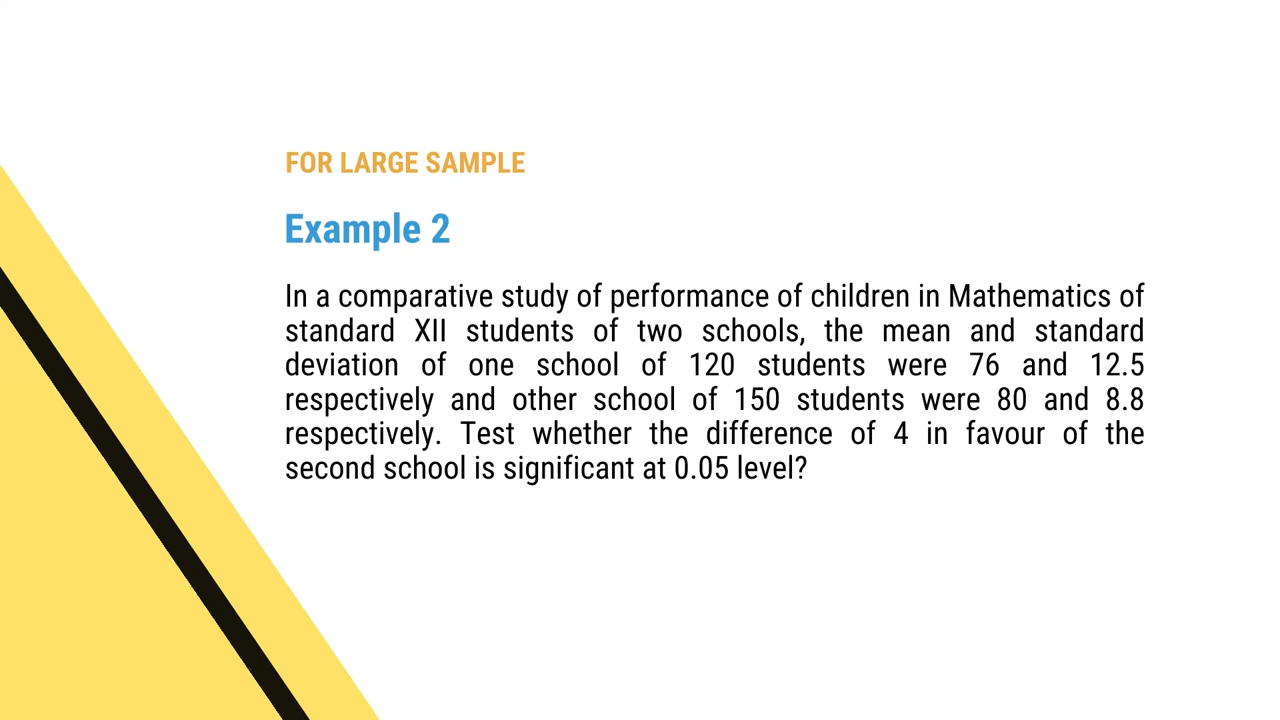 FOR LARGE SAMPLE
Example 2
In a comparative study of performance of children in Mathematics of
standard XII students of two schools, the mean and standard
deviation of one school of 120 students were 76 and 12.5
respectively and other school of 150 students were 80 and 8.8
respectively. Test whether the difference of 4 in favour of the
second school is significant at 0.05 level?